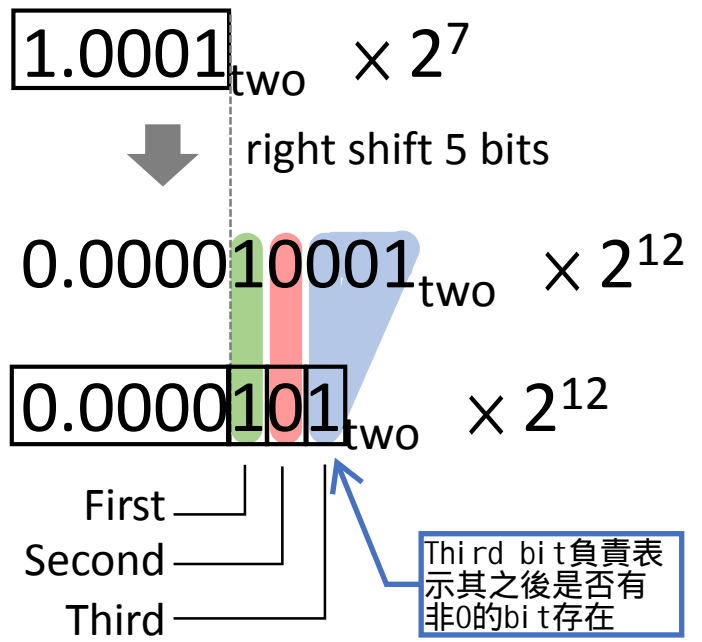 1.0001two × 2^7
right shift 5 bits
0.000010001two × 2^12
0.0000101two × 2^12
First
Second
Third
Third bit負責表
示其之後是否有
非0的bit存在